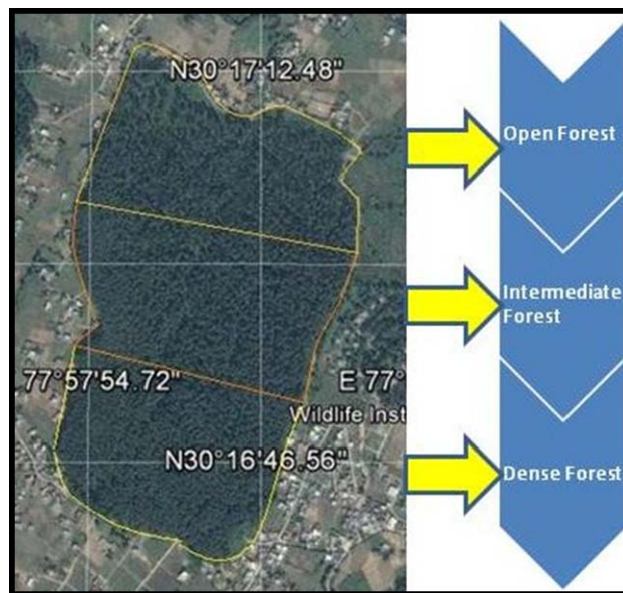 N30°17'12.48"
Open Forest
Intermediate
Forest
77°57'54.72"
E 77°
Wildlife Inst
N30°16'46.56"
Dense Forest